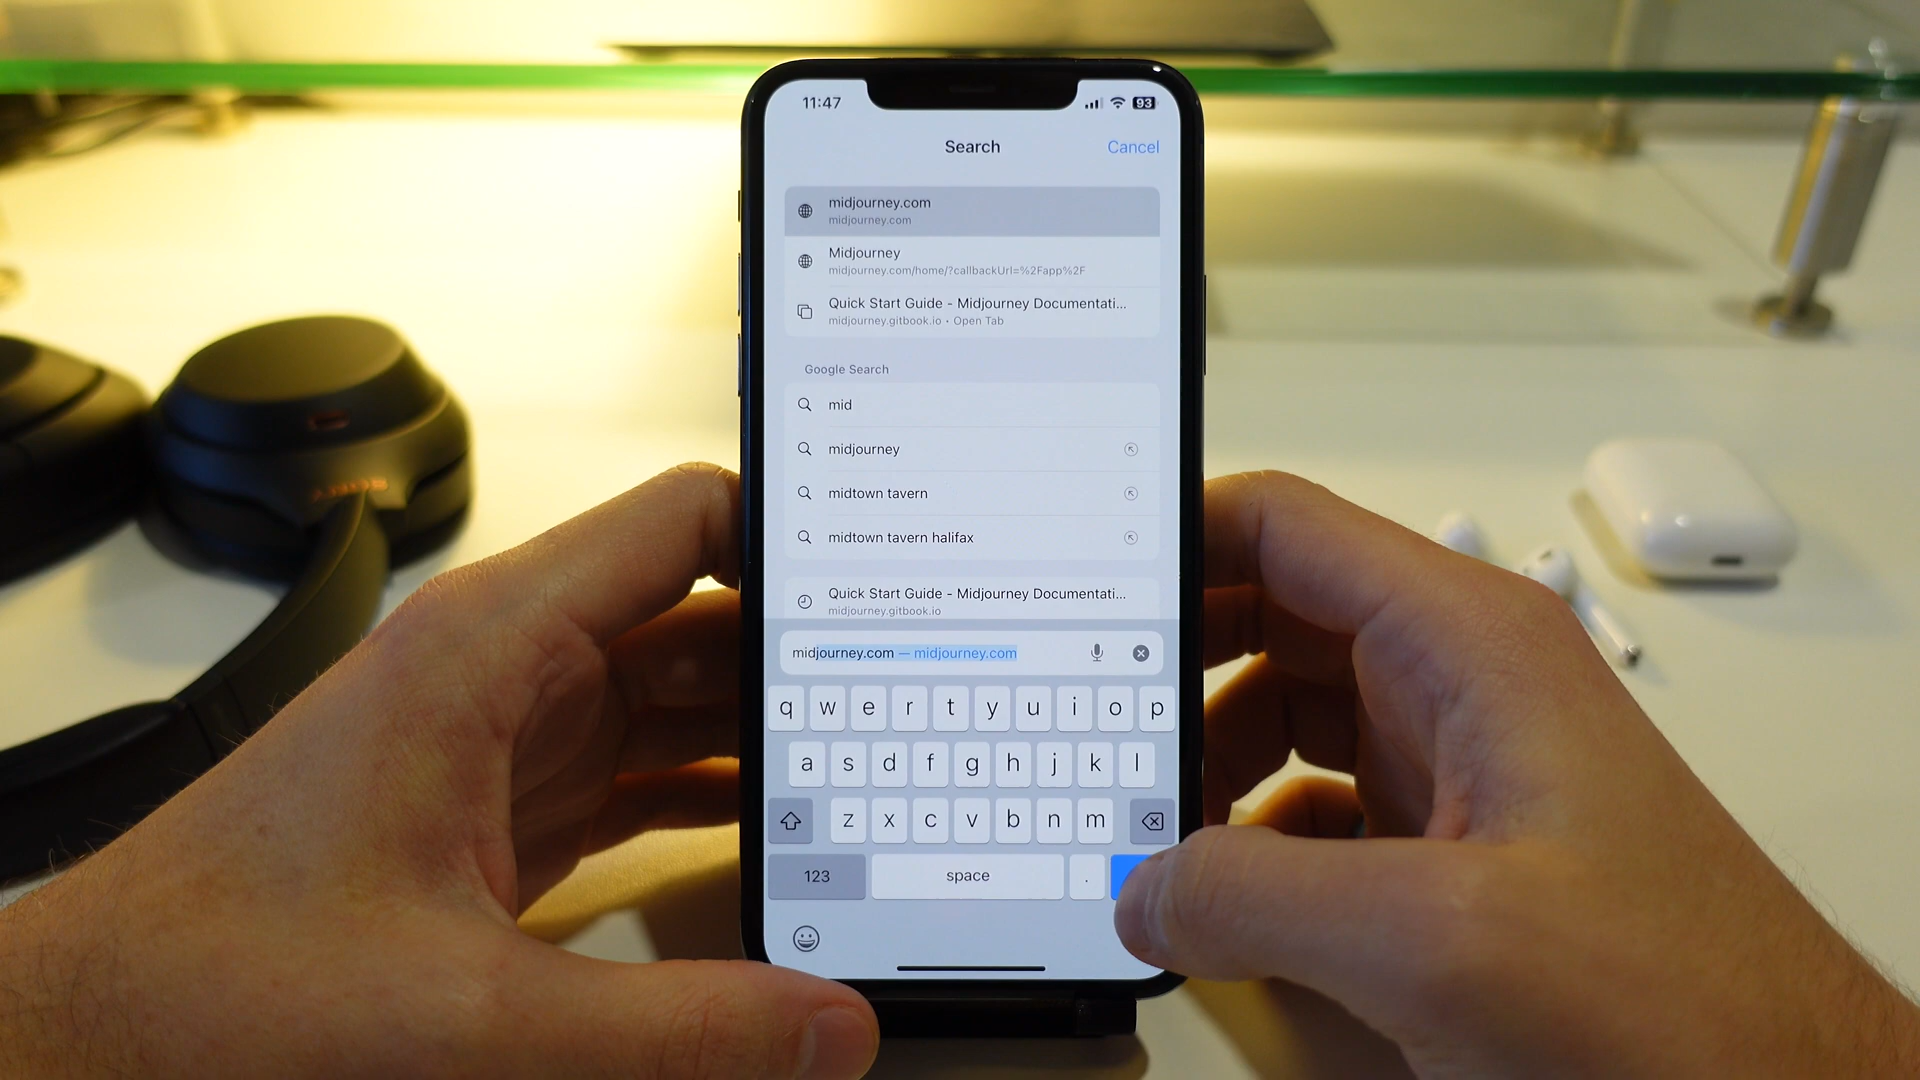 11:47
93
Search
Cancel
midjourney.com
midjourney.com
Midjourney
midjourney.com/home/?callbackUrl=%2Fapp%2F
Quick Start Guide - Midjourney Documentati...
midjourney.gitbook.io • Open Tab
Google Search
mid
midjourney
midtown tavern
midtown tavern halifax
Quick Start Guide - Midjourney Documentati...
midjourney.gitbook.io
midjourney.com — midjourney.com
q w e r t y u i o p
a s d f g h j k l
z x c v b n m
123 space .
SONY